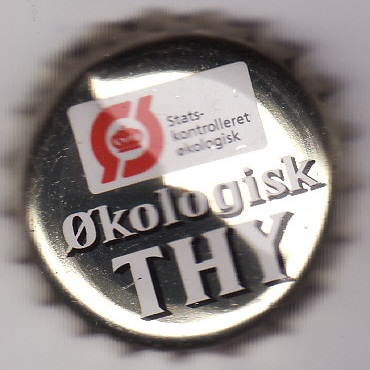 Ø
Stats-
kontrolleret
økologisk
Økologisk
THY